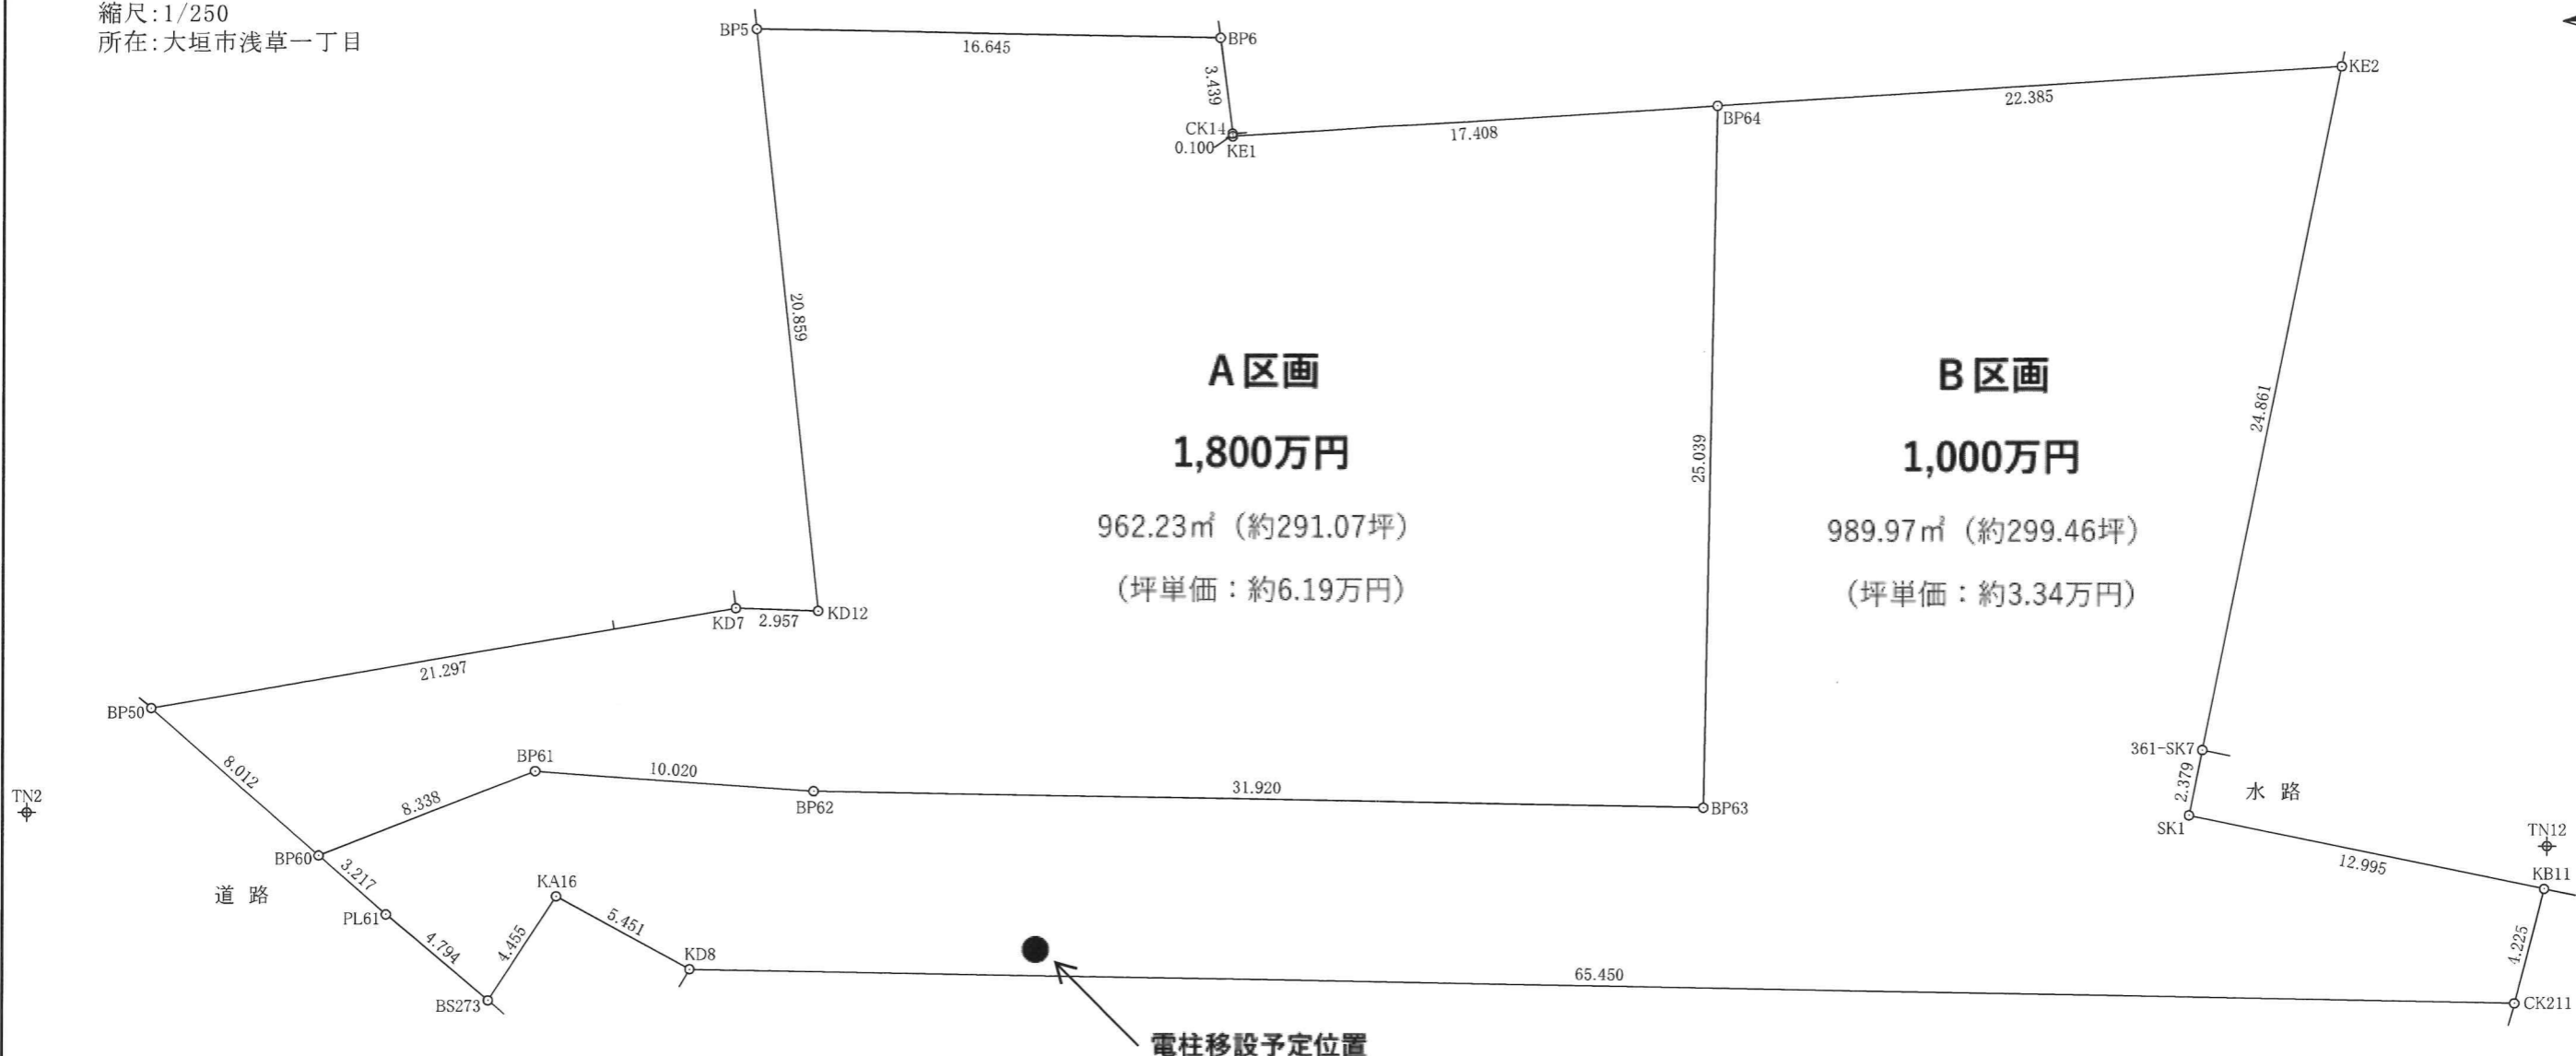 縮尺:1/250
所在:大垣市浅草一丁目
BP5
16.645
BP6
3.439
CK14
0.100
KE1
17.408
BP64
22.385
KE2
20.859
25.039
24.861
A区画
1,800万円
962.23㎡（約291.07坪）
（坪単価：約6.19万円）
B区画
1,000万円
989.97㎡（約299.46坪）
（坪単価：約3.34万円）
KD7
2.957
KD12
21.297
BP50
8.012
BP61
10.020
BP62
31.920
BP63
361-SK7
2.379
水路
SK1
TN2
8.338
BP60
3.217
道路
PL61
4.794
KA16
4.455
5.451
BS273
KD8
65.450
12.995
TN12
KB11
4.225
CK211
電柱移設予定位置